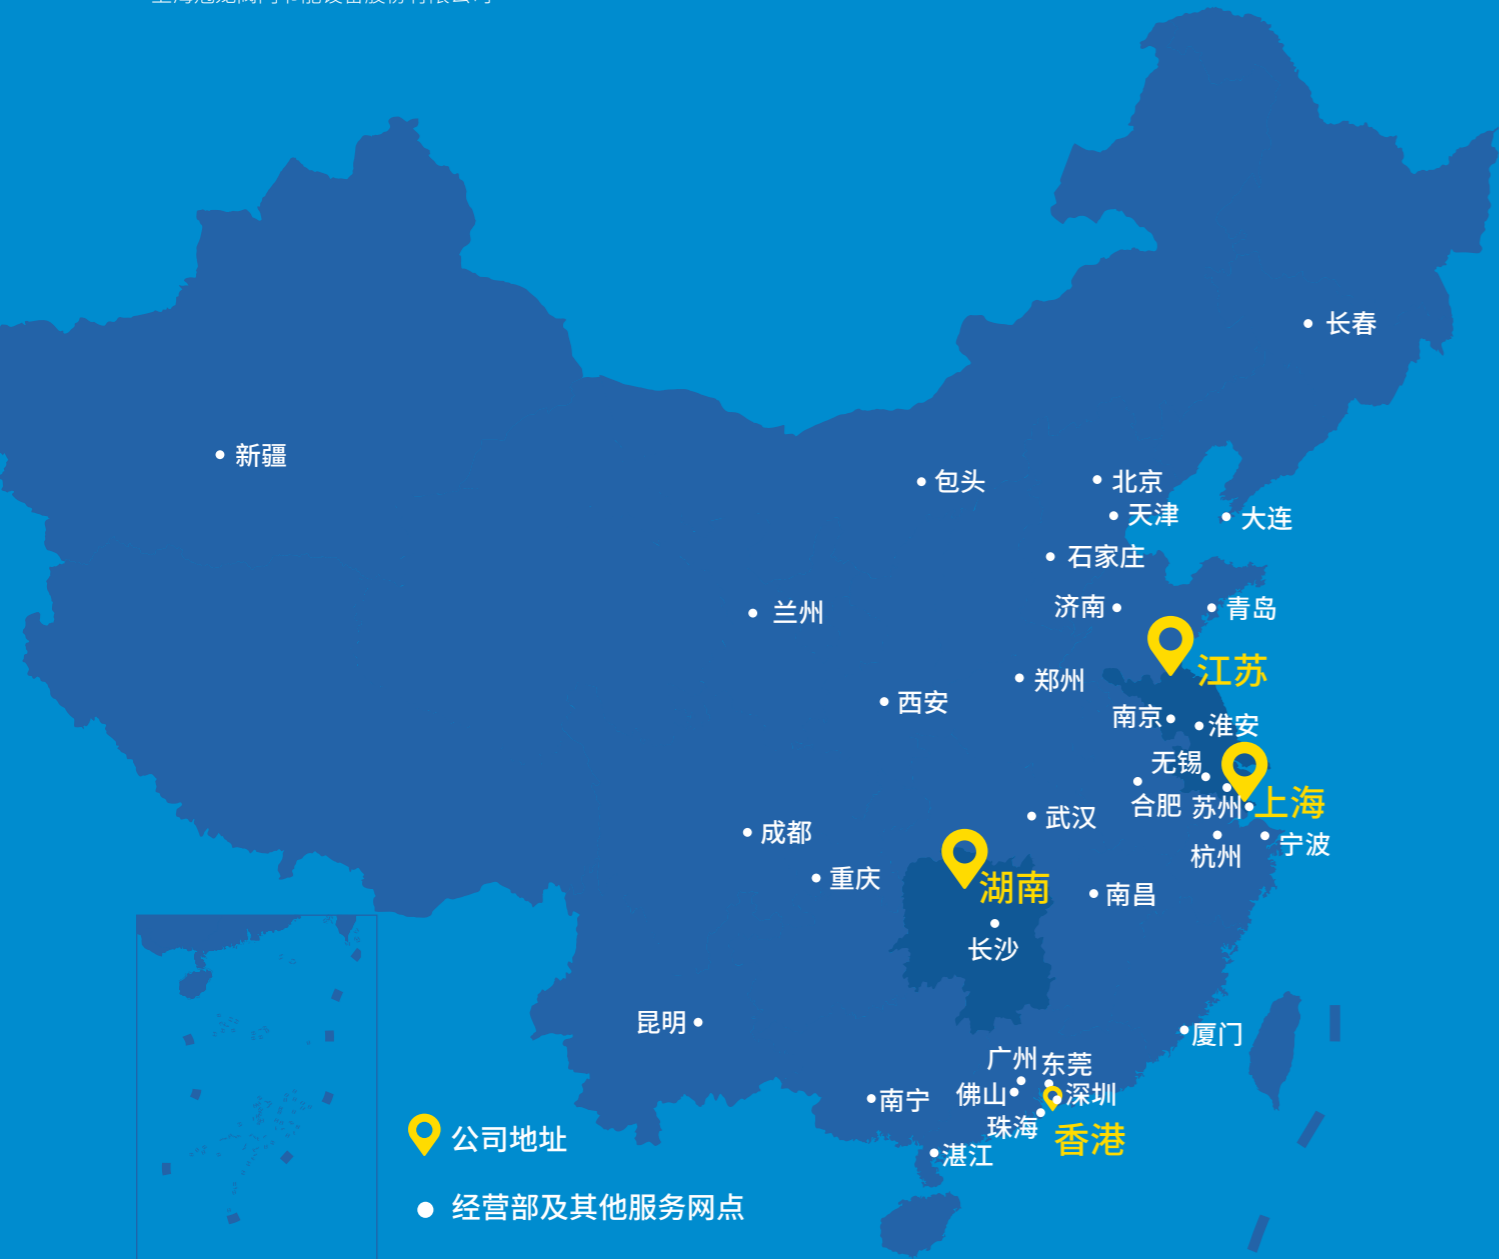 长春
新疆
包头
北京
天津
大连
石家庄
兰州
济南
青岛
江苏
郑州
西安
南京
淮安
无锡
合肥
苏州
上海
武汉
成都
杭州
宁波
重庆
湖南
南昌
长沙
昆明
厦门
广州
东莞
佛山
深圳
南宁
珠海
香港
湛江
公司地址
经营部及其他服务网点